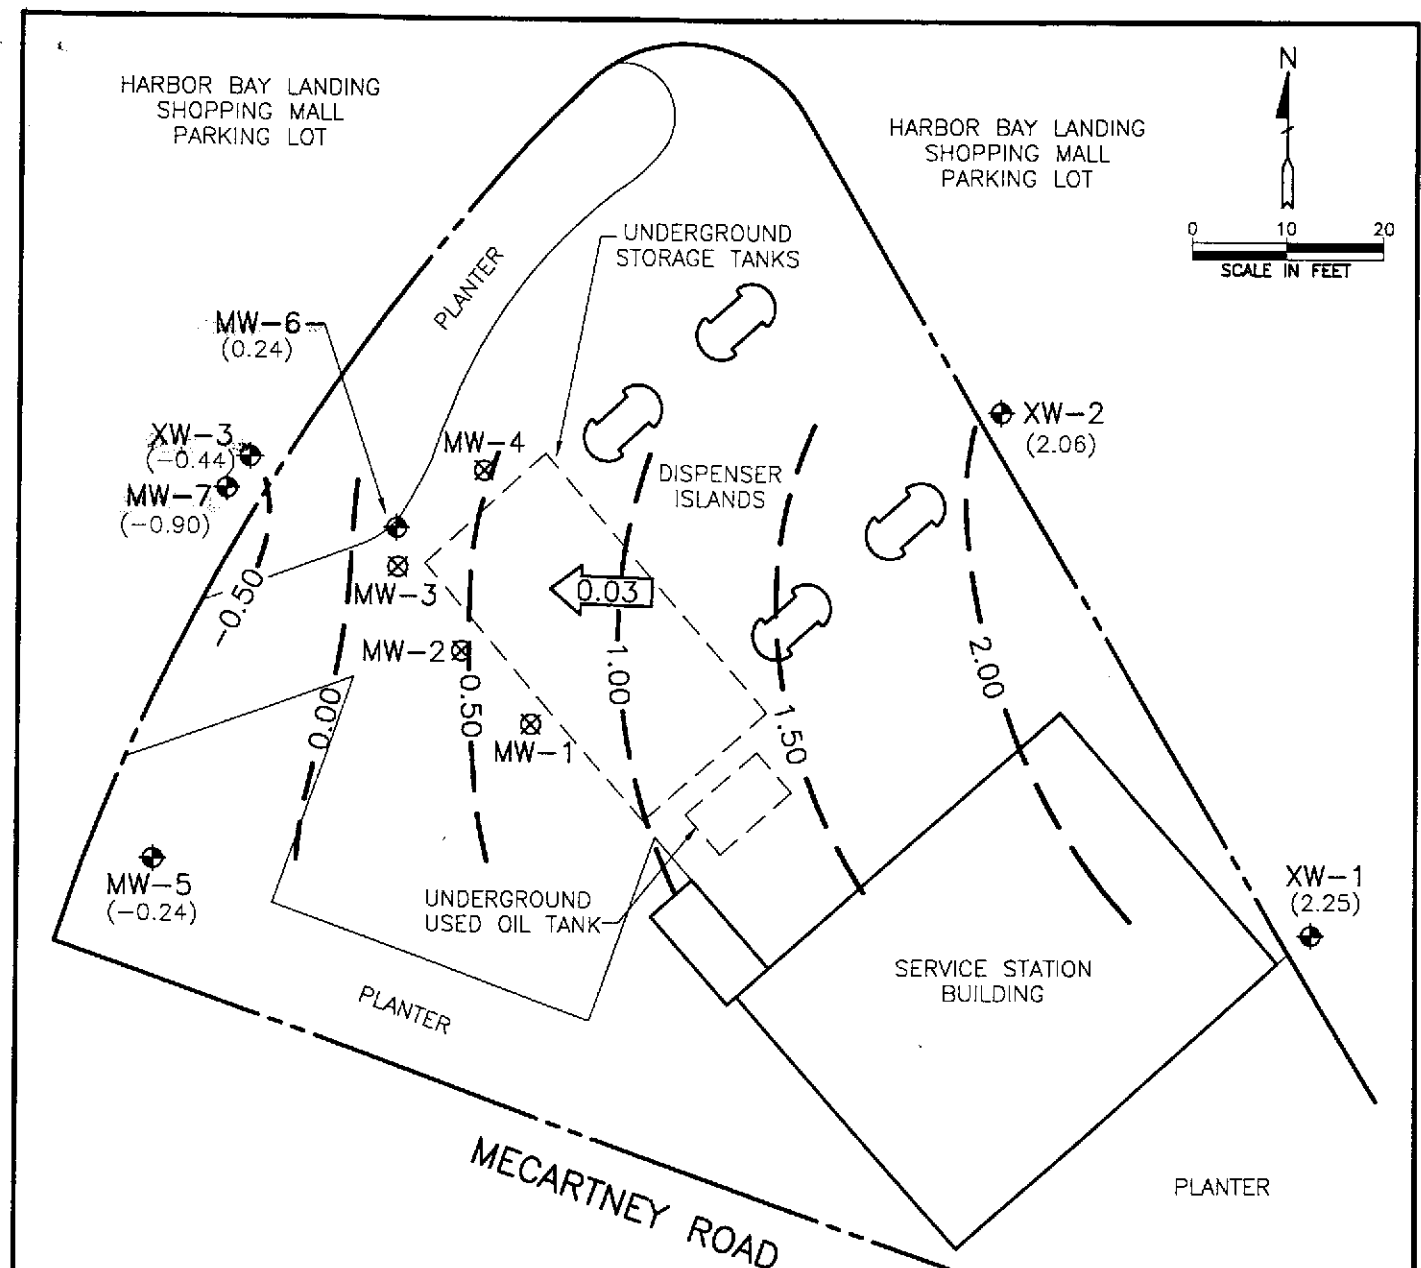 HARBOR BAY LANDING
SHOPPING MALL
PARKING LOT
HARBOR BAY LANDING
SHOPPING MALL
PARKING LOT
N
0 10 20
SCALE IN FEET
UNDERGROUND
STORAGE TANKS
PLANTER
MW-6
(0.24)
XW-3
(-0.44)
MW-7
(-0.90)
MW-4
XW-2
(2.06)
DISPENSER
ISLANDS
-0.50
MW-3
0.03
MW-2
0.00
0.50
1.00
1.50
2.00
MW-1
MW-5
(-0.24)
UNDERGROUND
USED OIL TANK
XW-1
(2.25)
SERVICE STATION
BUILDING
PLANTER
MECARTNEY ROAD
PLANTER